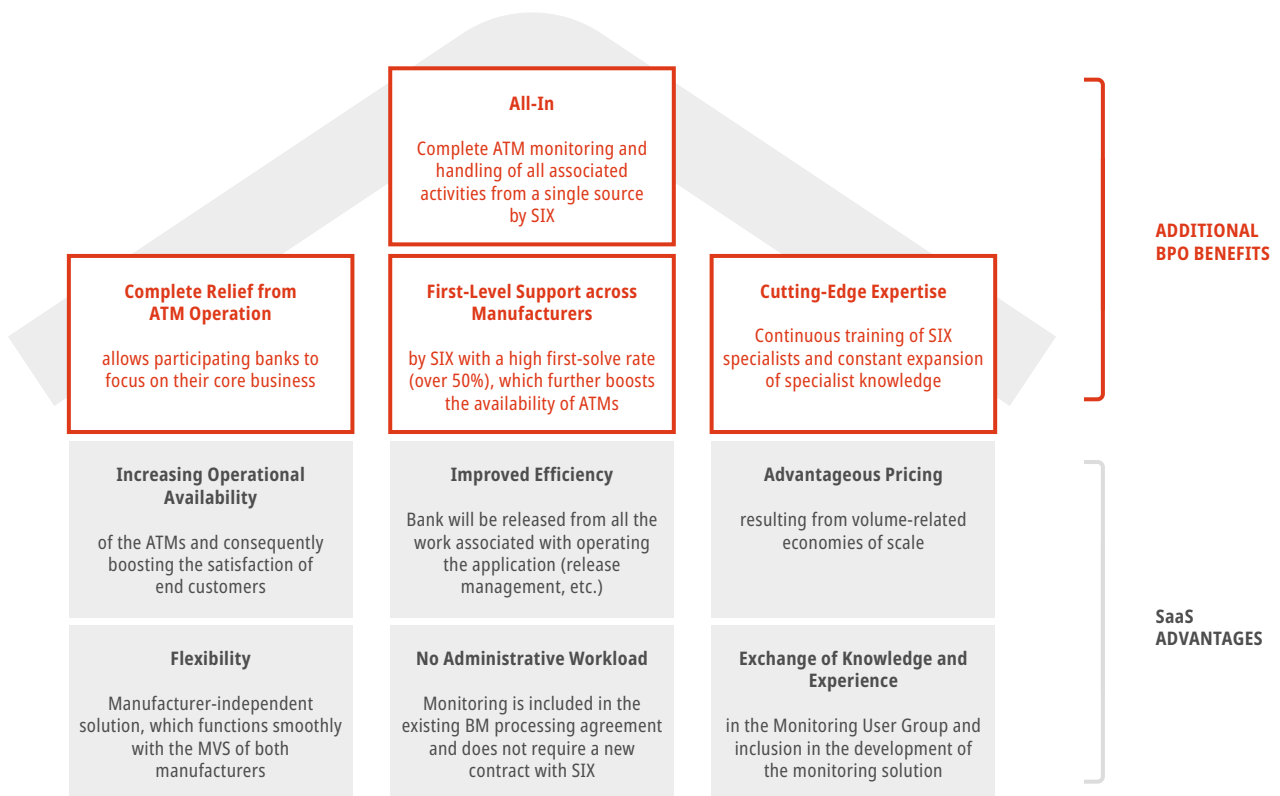 All-In
Complete ATM monitoring and
handling of all associated
activities from a single source
by SIX
ADDITIONAL
BPO BENEFITS
Complete Relief from
ATM Operation
allows participating banks to
focus on their core business
First-Level Support across
Manufacturers
by SIX with a high first-solve rate
(over 50%), which further boosts
the availability of ATMs
Cutting-Edge Expertise
Continuous training of SIX
specialists and constant expansion
of specialist knowledge
Increasing Operational
Availability
of the ATMs and consequently
boosting the satisfaction of
end customers
Improved Efficiency
Bank will be released from all the
work associated with operating
the application (release
management, etc.)
Advantageous Pricing
resulting from volume-related
economies of scale
SaaS
ADVANTAGES
Flexibility
Manufacturer-independent
solution, which functions smoothly
with the MVS of both
manufacturers
No Administrative Workload
Monitoring is included in the
existing BM processing agreement
and does not require a new
contract with SIX
Exchange of Knowledge and
Experience
in the Monitoring User Group and
inclusion in the development of
the monitoring solution